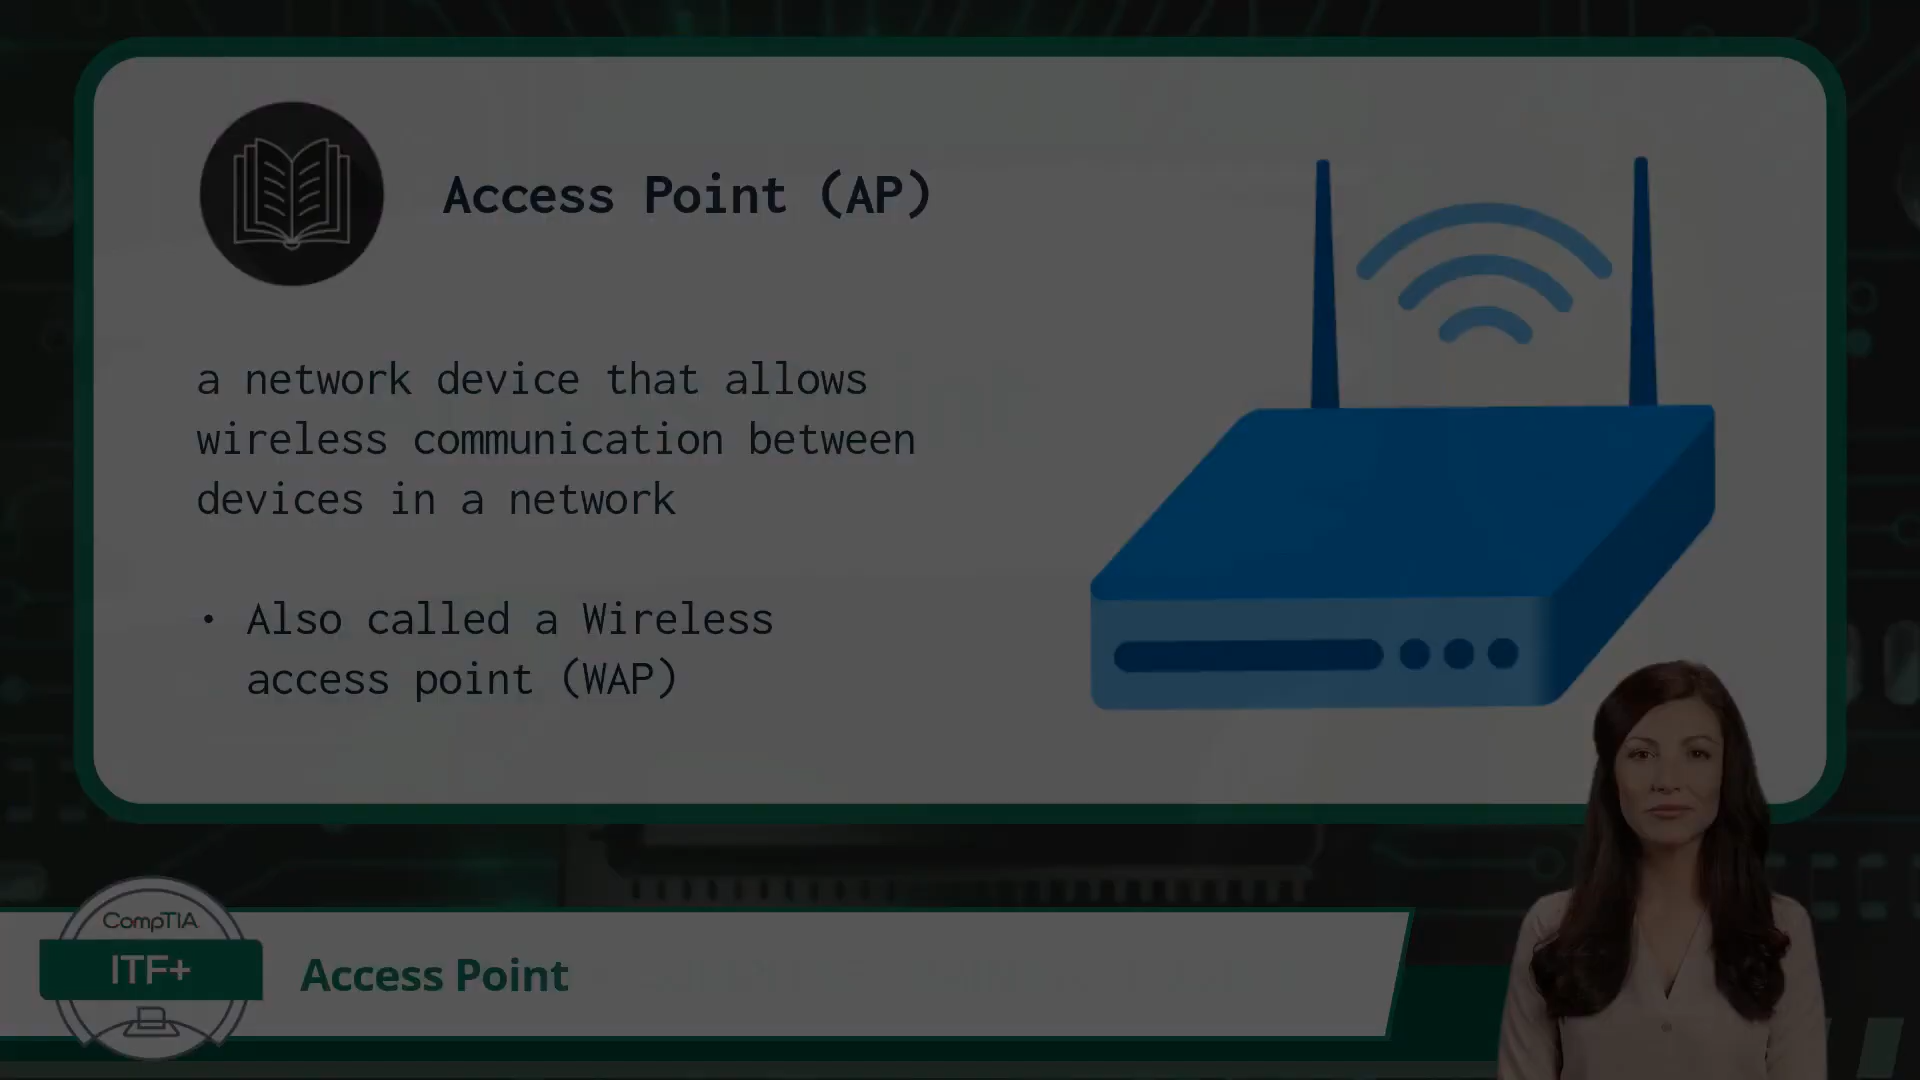 Access Point (AP)
a network device that allows
wireless communication between
devices in a network
• Also called a Wireless
access point (WAP)
CompTIA
ITF+
Access Point